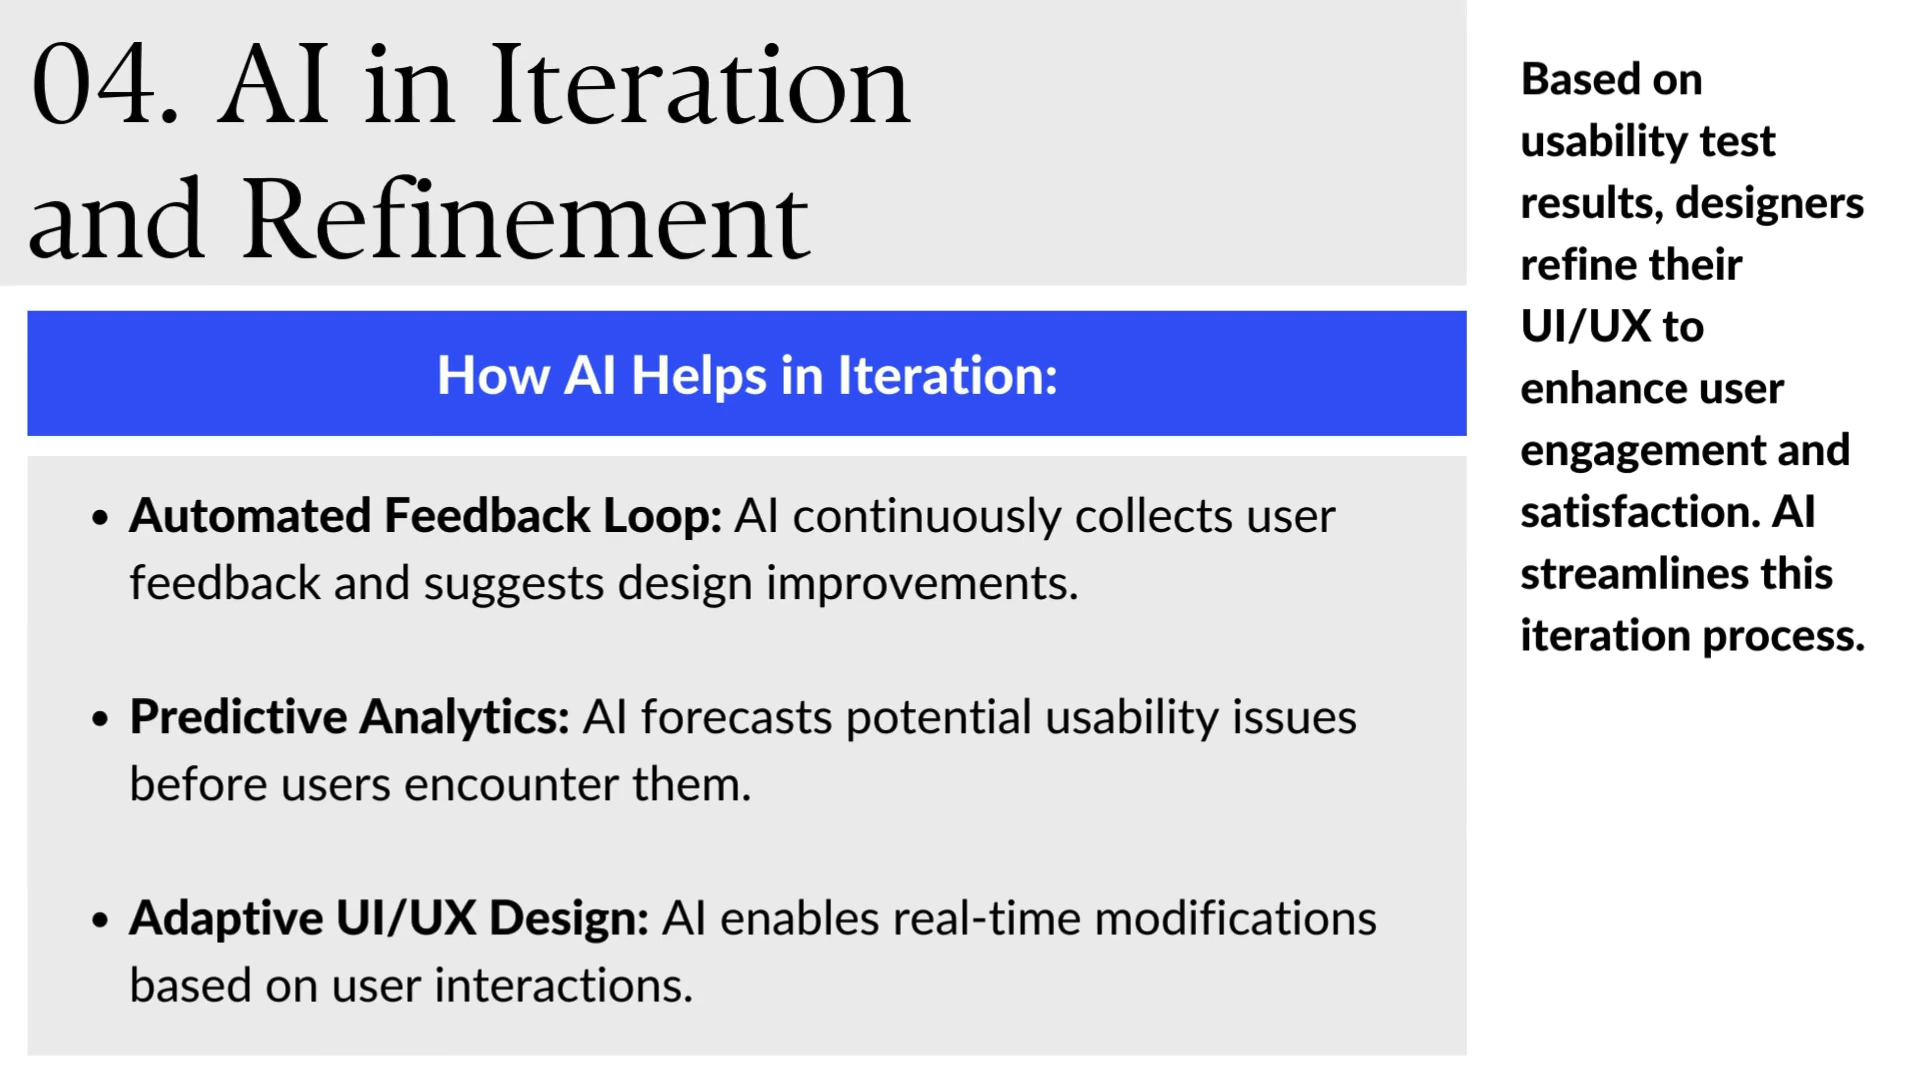 04. AI in Iteration
and Refinement
How AI Helps in Iteration:
• Automated Feedback Loop: AI continuously collects user
feedback and suggests design improvements.
• Predictive Analytics: AI forecasts potential usability issues
before users encounter them.
• Adaptive UI/UX Design: AI enables real-time modifications
based on user interactions.
Based on
usability test
results, designers
refine their
UI/UX to
enhance user
engagement and
satisfaction. AI
streamlines this
iteration process.